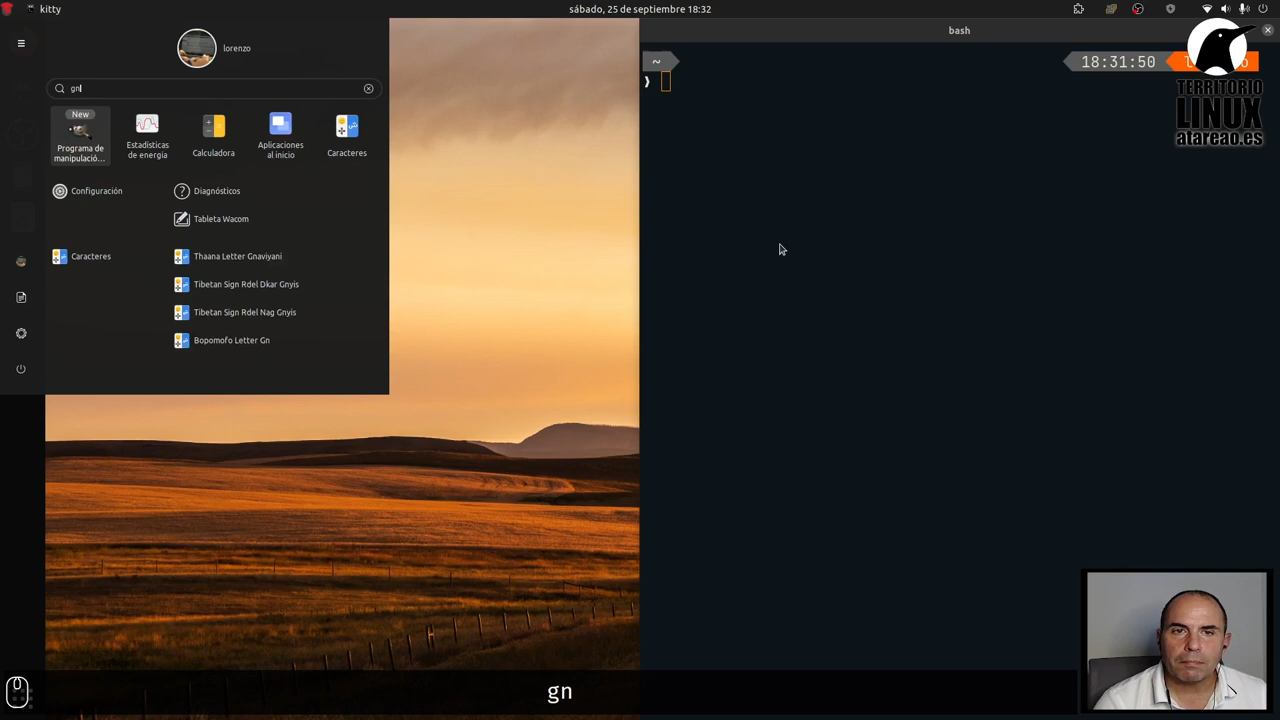 kitty
sábado, 25 de septiembre 18:32
lorenzo
gn
New
Programa de
manipulació...
Estadísticas
de energía
Calculadora
Aplicaciones
al inicio
Caracteres
Configuración
Diagnósticos
Tableta Wacom
Caracteres
Thaana Letter Gnaviyani
Tibetan Sign Rdel Dkar Gnyis
Tibetan Sign Rdel Nag Gnyis
Bopomofo Letter Gn
bash
~
18:31:50
TERRITORIO
LINUX
atareao.es
gn